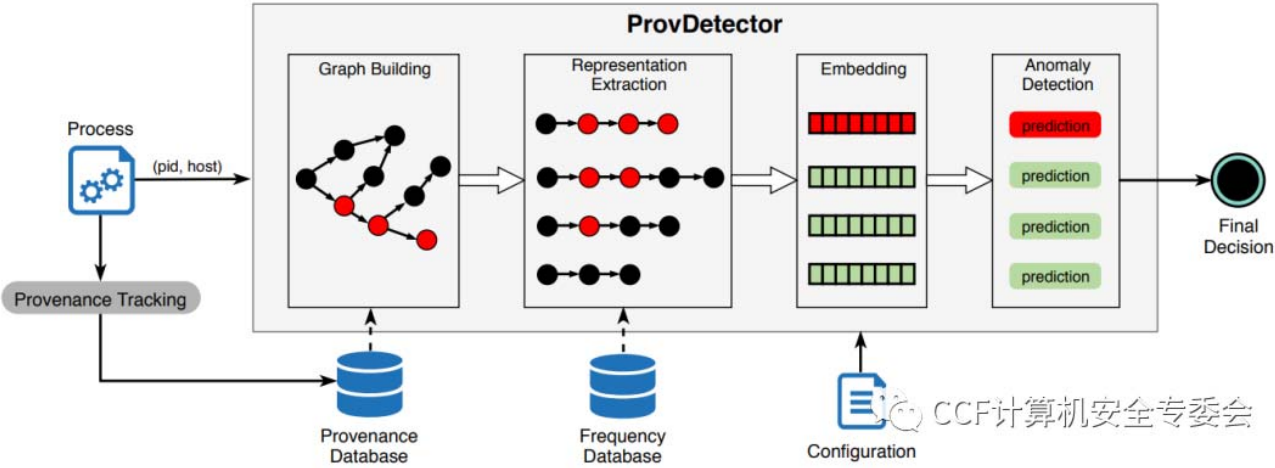 ProvDetector
Graph Building
Representation
Extraction
Embedding
Anomaly
Detection
Process
(pid, host)
prediction
prediction
prediction
prediction
Final
Decision
Provenance Tracking
Provenance
Database
Frequency
Database
Configuration
CCF计算机安全专委会